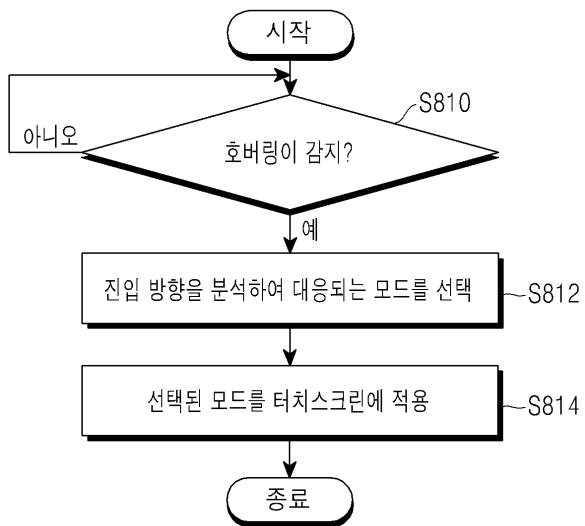 시작
S810
아니오
호버링이 감지?
예
진입 방향을 분석하여 대응되는 모드를 선택
S812
선택된 모드를 터치스크린에 적용
S814
종료